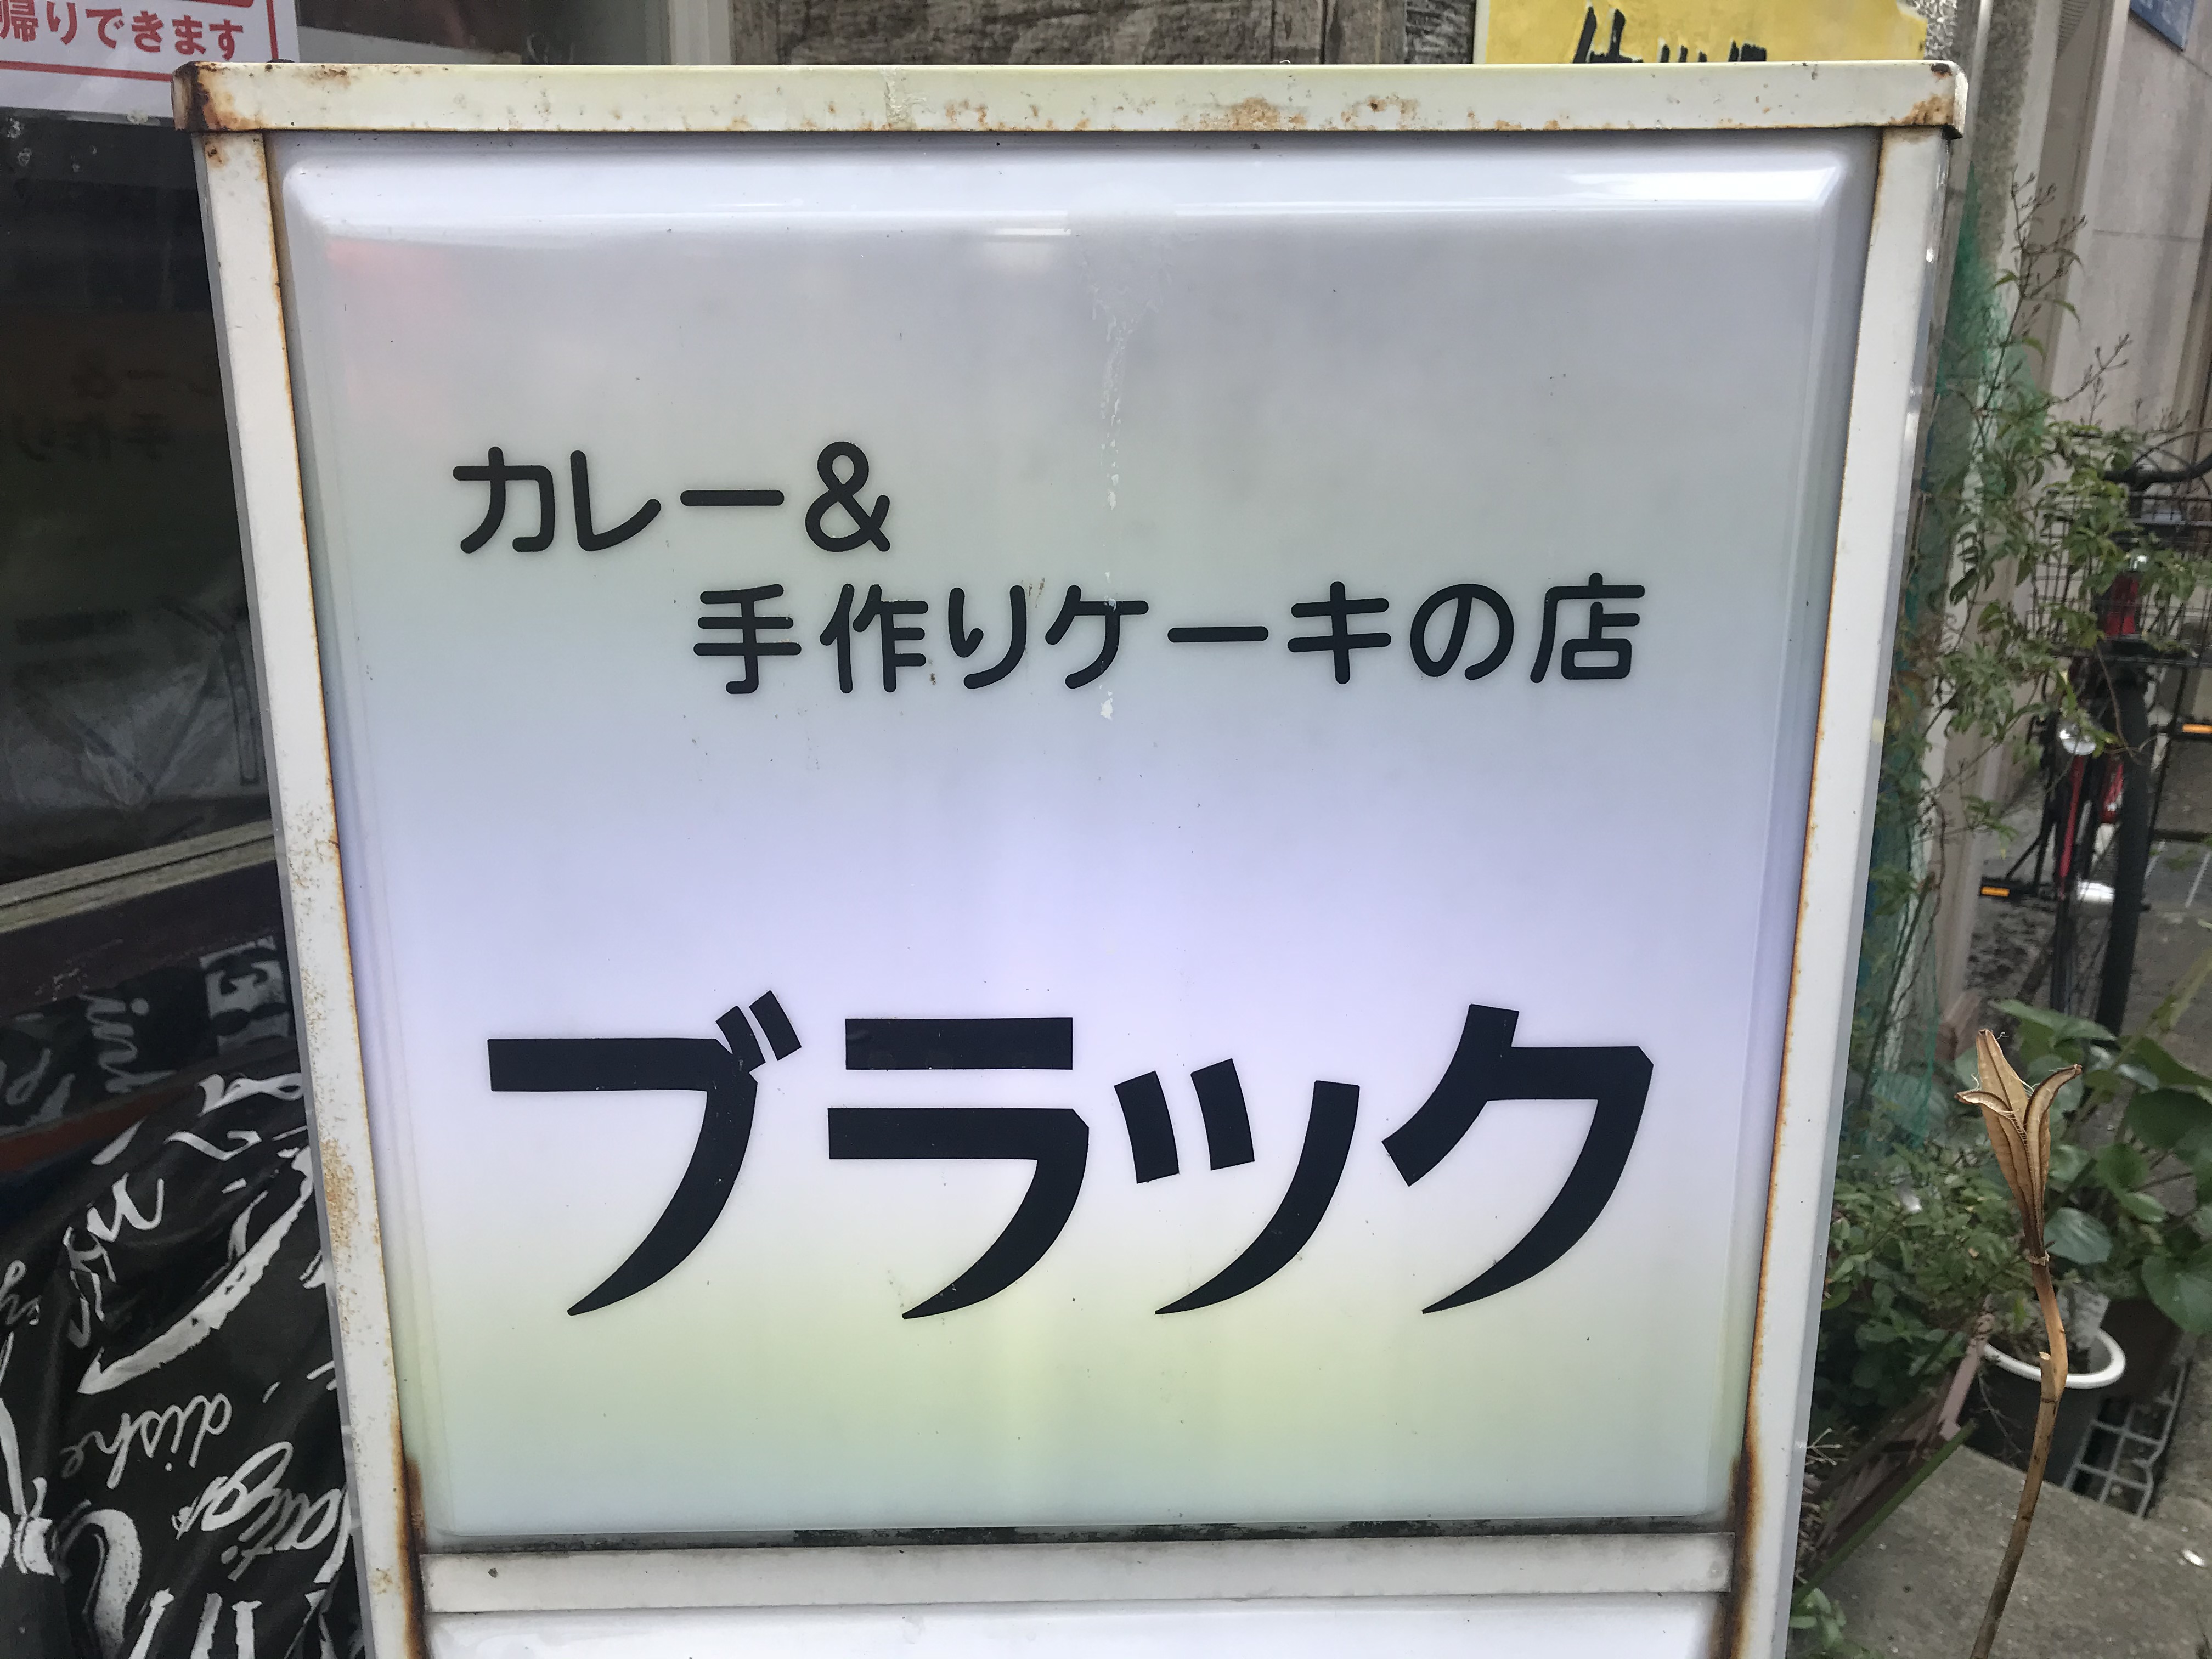 帰りできます
カレー&
手作りケーキの店
ブラック
dishe